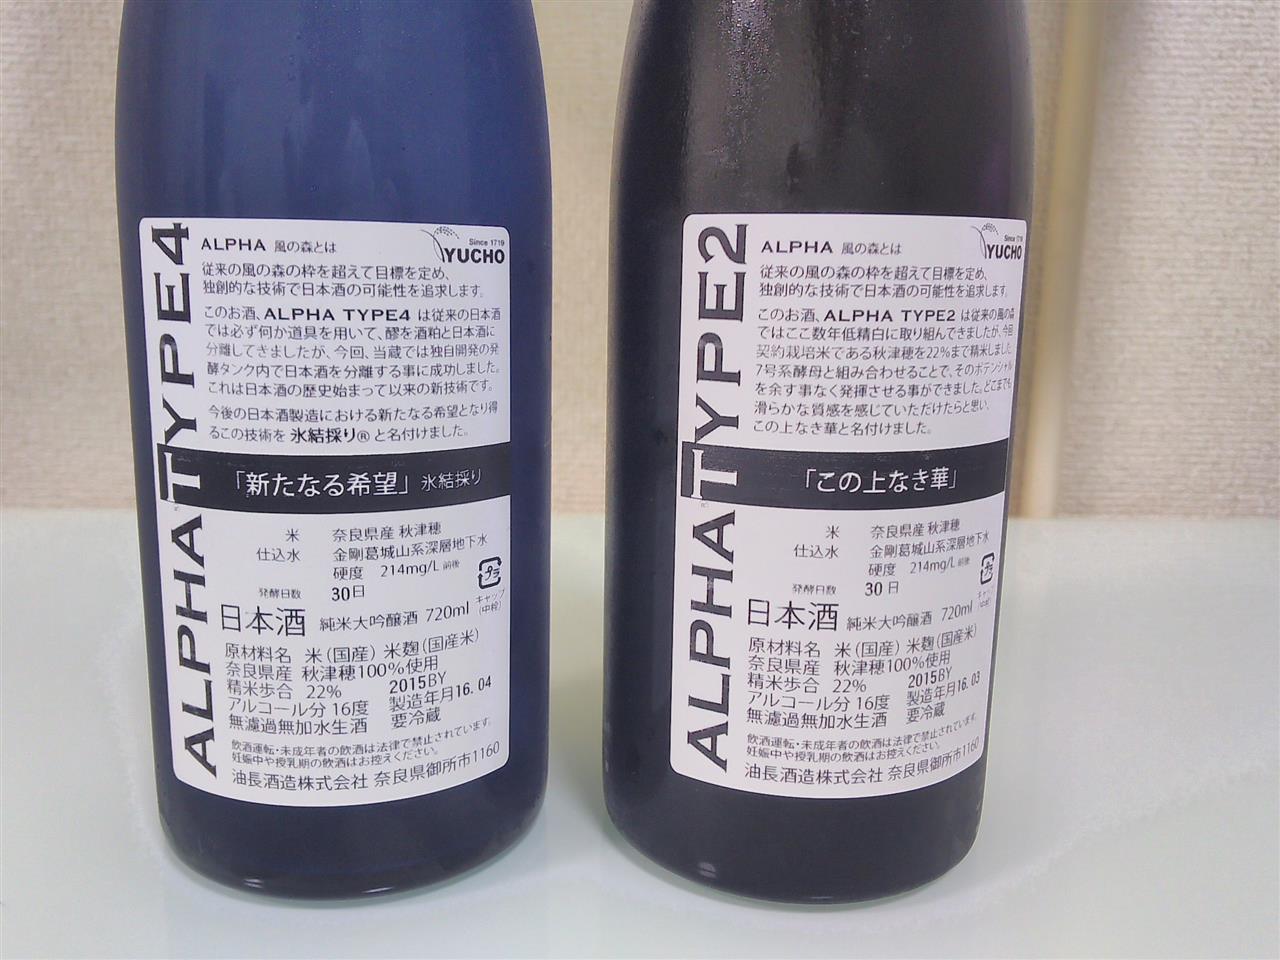 ALPHA TYPE4
ALPHA 風の森とは
Since 1719
YUCHO
従来の風の森の枠を超えて目標を定め、
独創的な技術で日本酒の可能性を追求します。
このお酒、ALPHA TYPE4 は従来の日本酒
では必ず何か道具を用いて、醪を酒粕と日本酒に
分離してきましたが、今回、当蔵では独自開発の発
酵タンク内で日本酒を分離する事に成功しました。
これは日本酒の歴史始まって以来の新技術です。
今後の日本酒製造における新たなる希望となり得
るこの技術を 氷結採り® と名付けました。
「新たなる希望」 氷結採り
米 奈良県産 秋津穂
仕込水 金剛葛城山系深層地下水
硬度 214mg/L 前後
発酵日数 30日
プラ
キャップ
(中栓)
日本酒 純米大吟醸酒 720ml
原材料名 米(国産) 米麹(国産米)
奈良県産 秋津穂100%使用
精米歩合 22% 2015BY
アルコール分 16度 製造年月16.04
無濾過無加水生酒 要冷蔵
飲酒運転・未成年者の飲酒は法律で禁止されています。
妊娠中や授乳期の飲酒はお控えください。
油長酒造株式会社 奈良県御所市1160
ALPHA TYPE2
ALPHA 風の森とは
Since 1719
YUCHO
従来の風の森の枠を超えて目標を定め、
独創的な技術で日本酒の可能性を追求します。
このお酒、ALPHA TYPE2 は従来の風の森
ではここ数年低精白に取り組んできましたが、今回
契約栽培米である秋津穂を22%まで精米しました
7号系酵母と組み合わせることで、そのポテンシャル
を余す事なく発揮させる事ができました。どこまでも
滑らかな質感を感じていただけたらと思い、
この上なき華と名付けました。
「この上なき華」
米 奈良県産 秋津穂
仕込水 金剛葛城山系深層地下水
硬度 214mg/L 前後
発酵日数 30日
プラ
日本酒 純米大吟醸酒 720ml
原材料名 米(国産) 米麹(国産米)
奈良県産 秋津穂100%使用
精米歩合 22% 2015BY
アルコール分 16度 製造年月16.03
無濾過無加水生酒 要冷蔵
飲酒運転・未成年者の飲酒は法律で禁止されています。
妊娠中や授乳期の飲酒はお控えください。
油長酒造株式会社 奈良県御所市1160